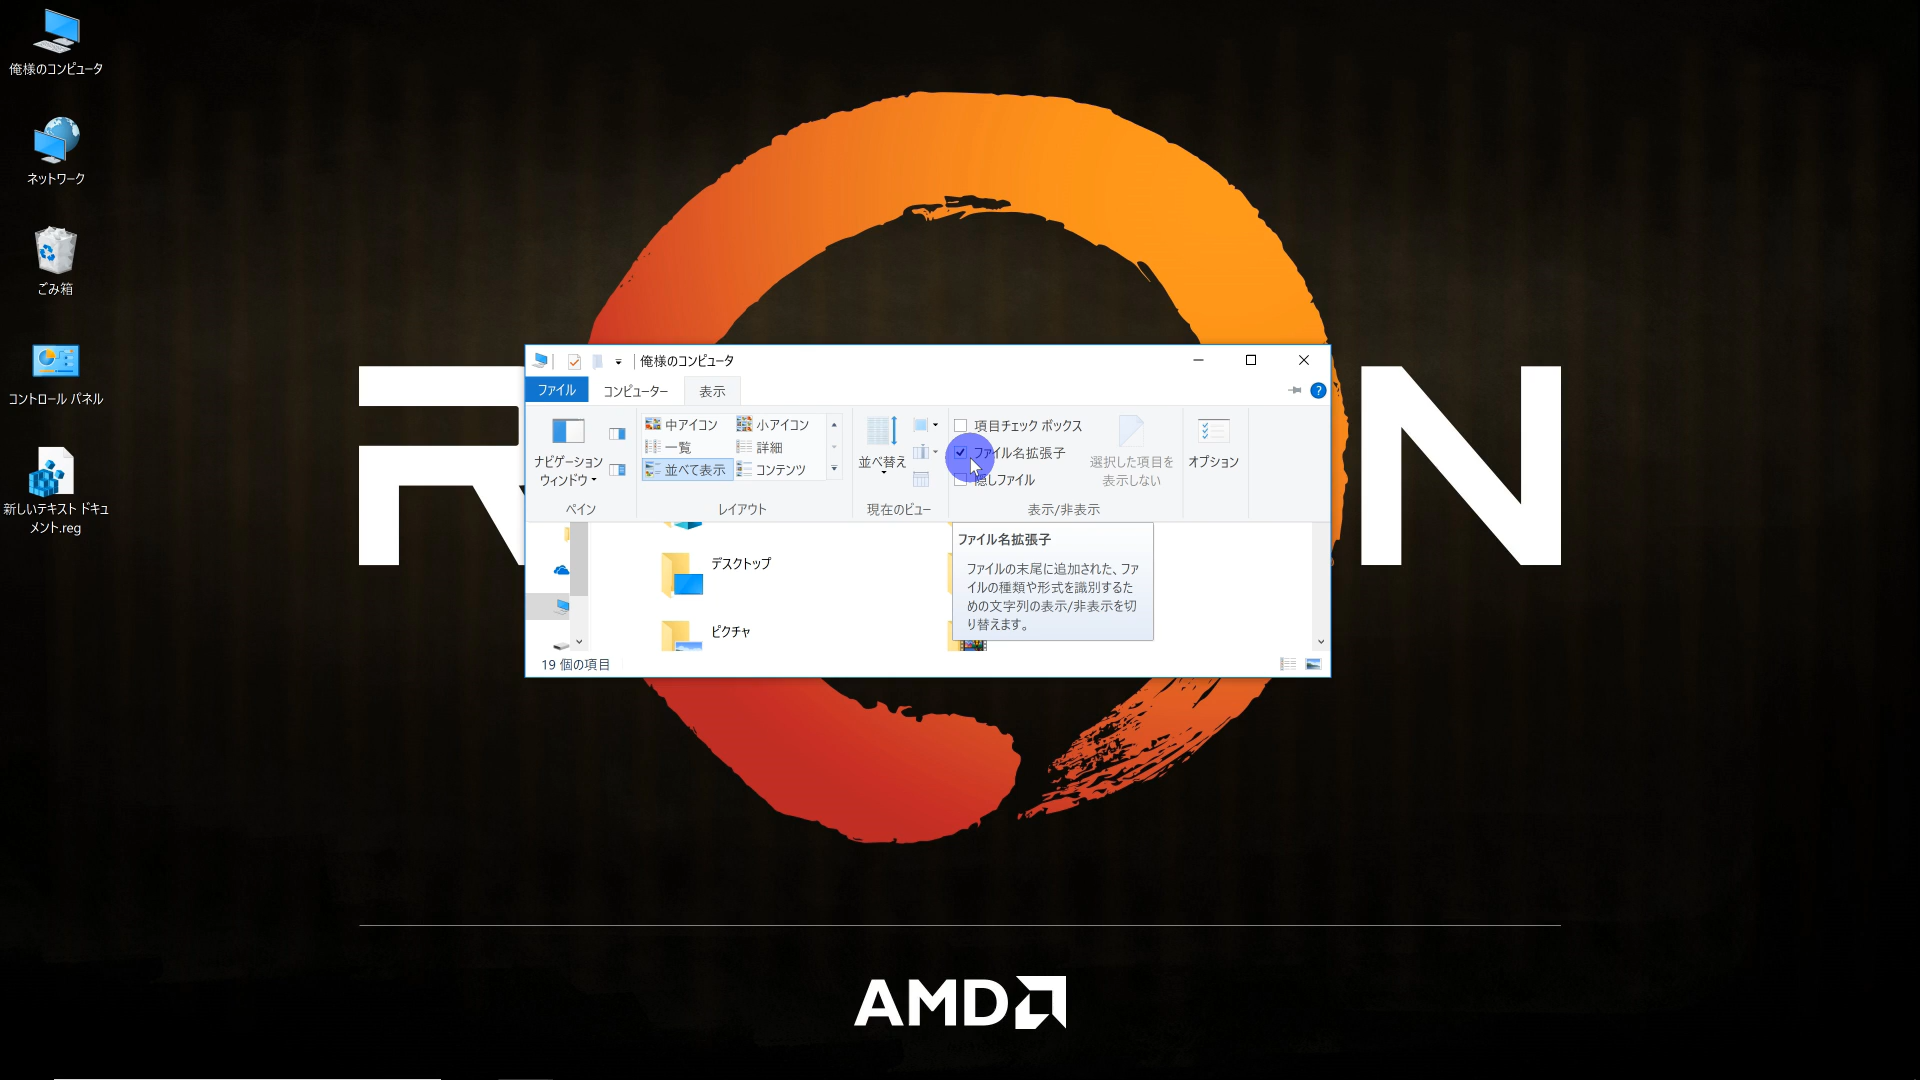 俺様のコンピュータ
ネットワーク
ごみ箱
コントロール パネル
新しいテキスト ドキュ
メント.reg
俺様のコンピュータ
ファイル
コンピューター
表示
ナビゲーション
ウィンドウ
中アイコン
小アイコン
一覧
詳細
並べて表示
コンテンツ
並べ替え
項目チェック ボックス
ファイル名拡張子
隠しファイル
選択した項目を
表示しない
オプション
ペイン
レイアウト
現在のビュー
表示/非表示
デスクトップ
ピクチャ
ファイル名拡張子
ファイルの末尾に追加された、ファ
イルの種類や形式を識別するた
めの文字列の表示/非表示を切
り替えます。
19 個の項目
R N
AMD